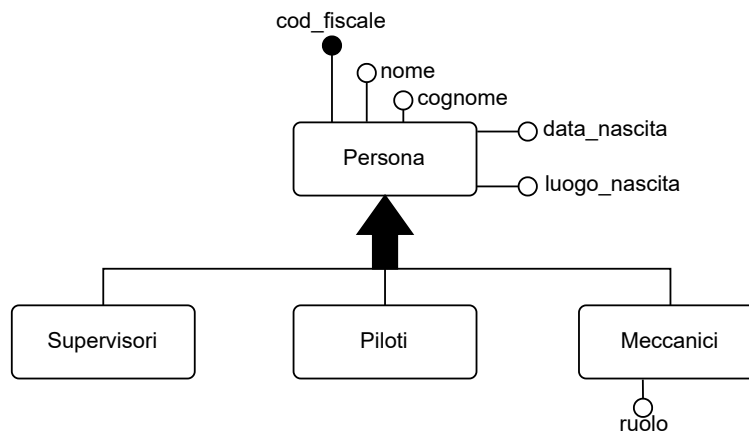 cod_fiscale
nome
cognome
data_nascita
Persona
luogo_nascita
Supervisori
Piloti
Meccanici
ruolo